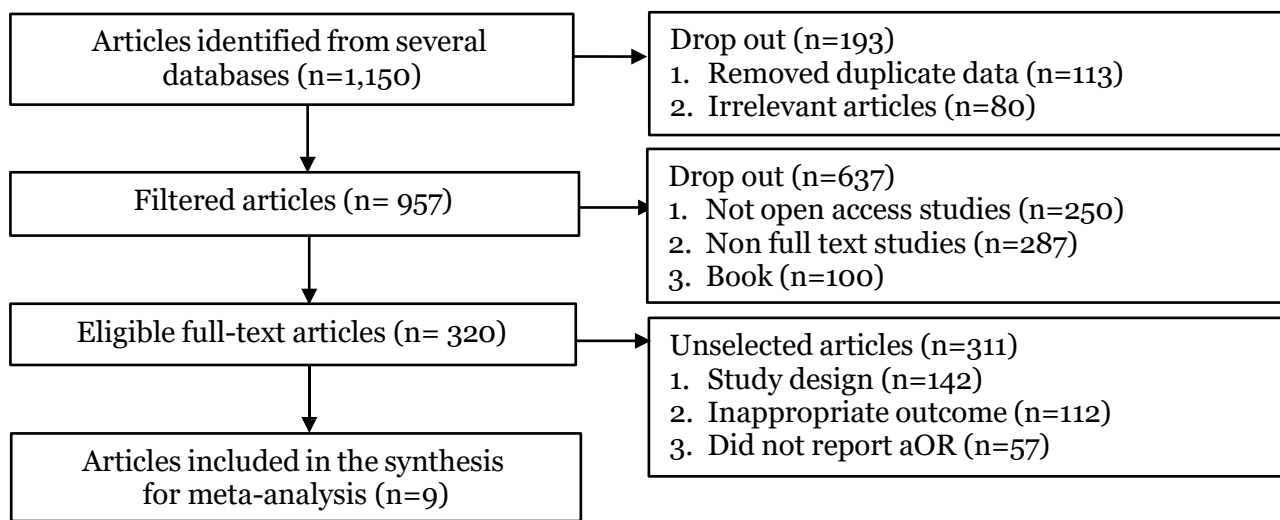 Articles identified from several
databases (n=1,150)
Drop out (n=193)
1. Removed duplicate data (n=113)
2. Irrelevant articles (n=80)
Filtered articles (n= 957)
Drop out (n=637)
1. Not open access studies (n=250)
2. Non full text studies (n=287)
3. Book (n=100)
Eligible full-text articles (n= 320)
Unselected articles (n=311)
1. Study design (n=142)
2. Inappropriate outcome (n=112)
3. Did not report aOR (n=57)
Articles included in the synthesis
for meta-analysis (n=9)